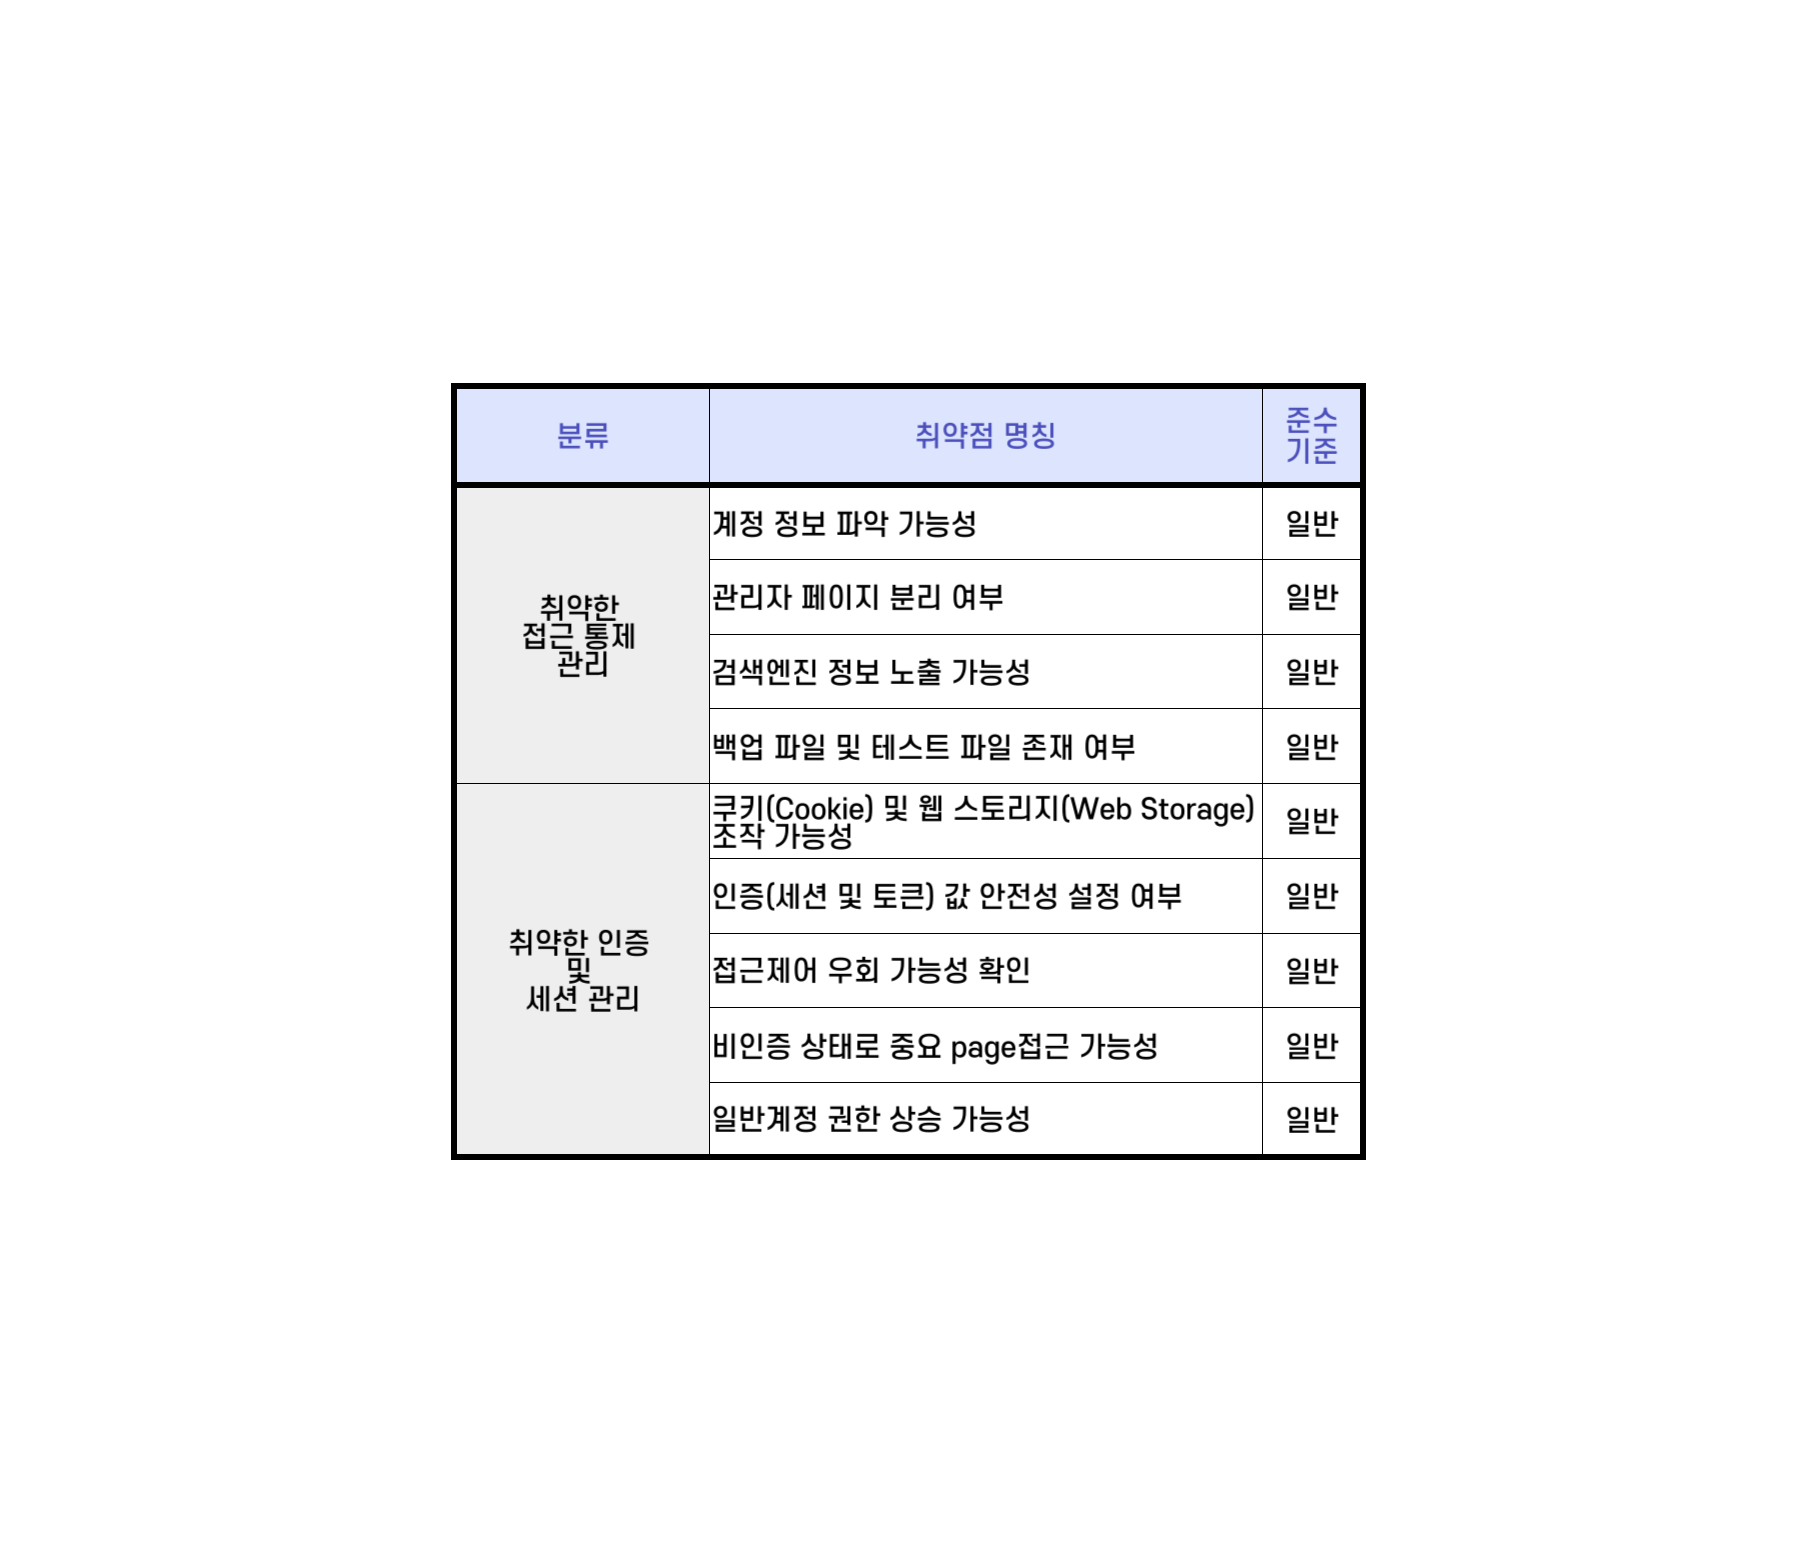 분류
취약점 명칭
준수
기준
취약한
접근 통제
관리
계정 정보 파악 가능성
일반
관리자 페이지 분리 여부
일반
검색엔진 정보 노출 가능성
일반
백업 파일 및 테스트 파일 존재 여부
일반
취약한 인증
및
세션 관리
쿠키(Cookie) 및 웹 스토리지(Web Storage)
조작 가능성
일반
인증(세션 및 토큰) 값 안전성 설정 여부
일반
접근제어 우회 가능성 확인
일반
비인증 상태로 중요 page접근 가능성
일반
일반계정 권한 상승 가능성
일반